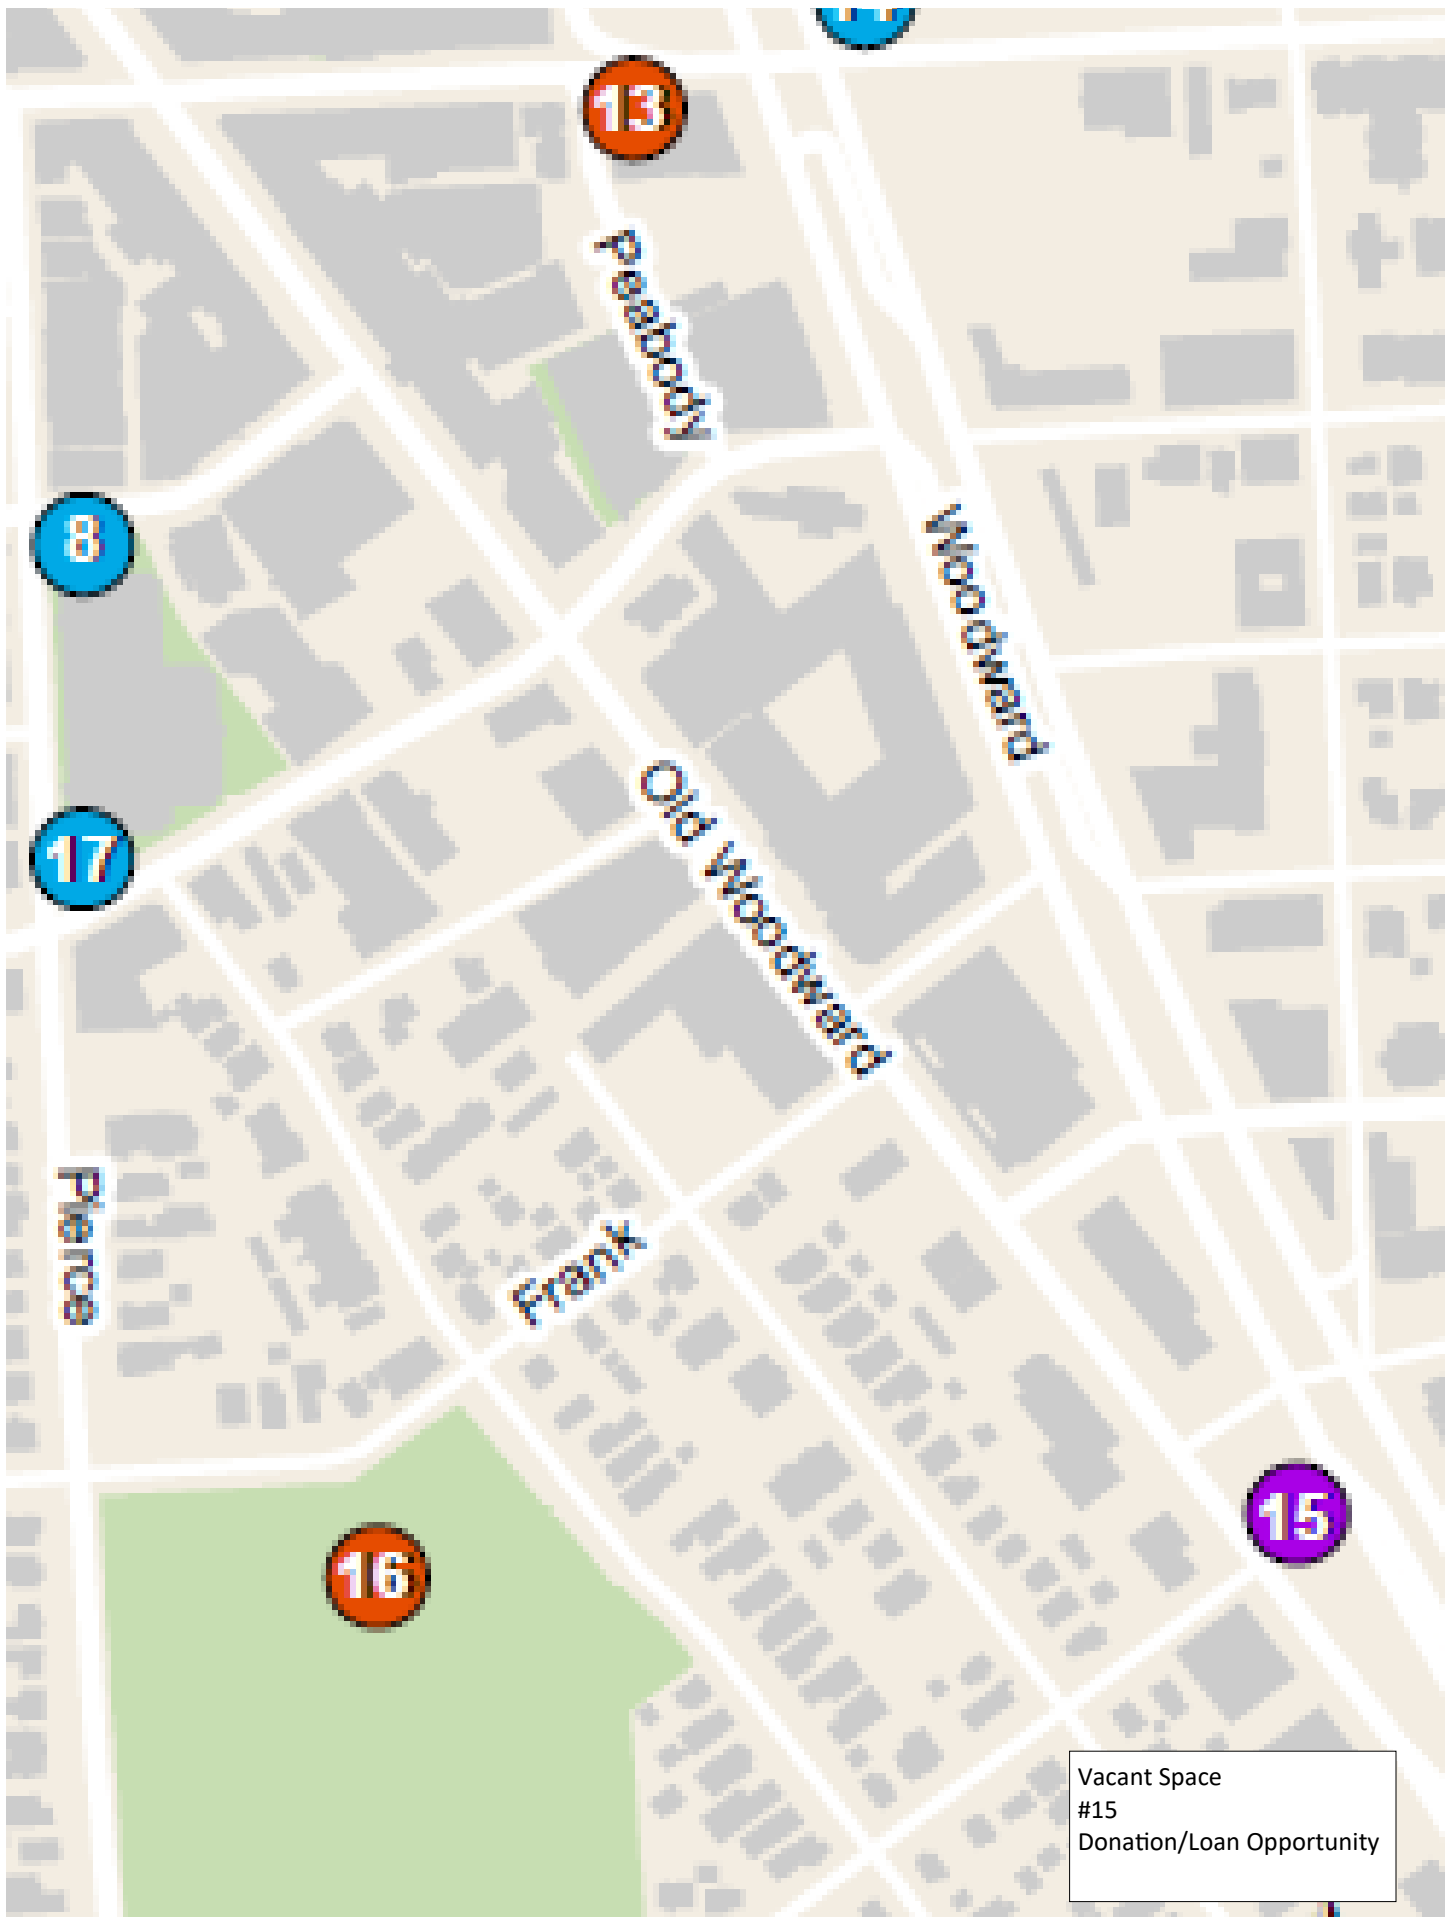 13
Peabody
8
Woodward
Old Woodward
17
Pierce
Frank
15
16
Vacant Space
#15
Donation/Loan Opportunity